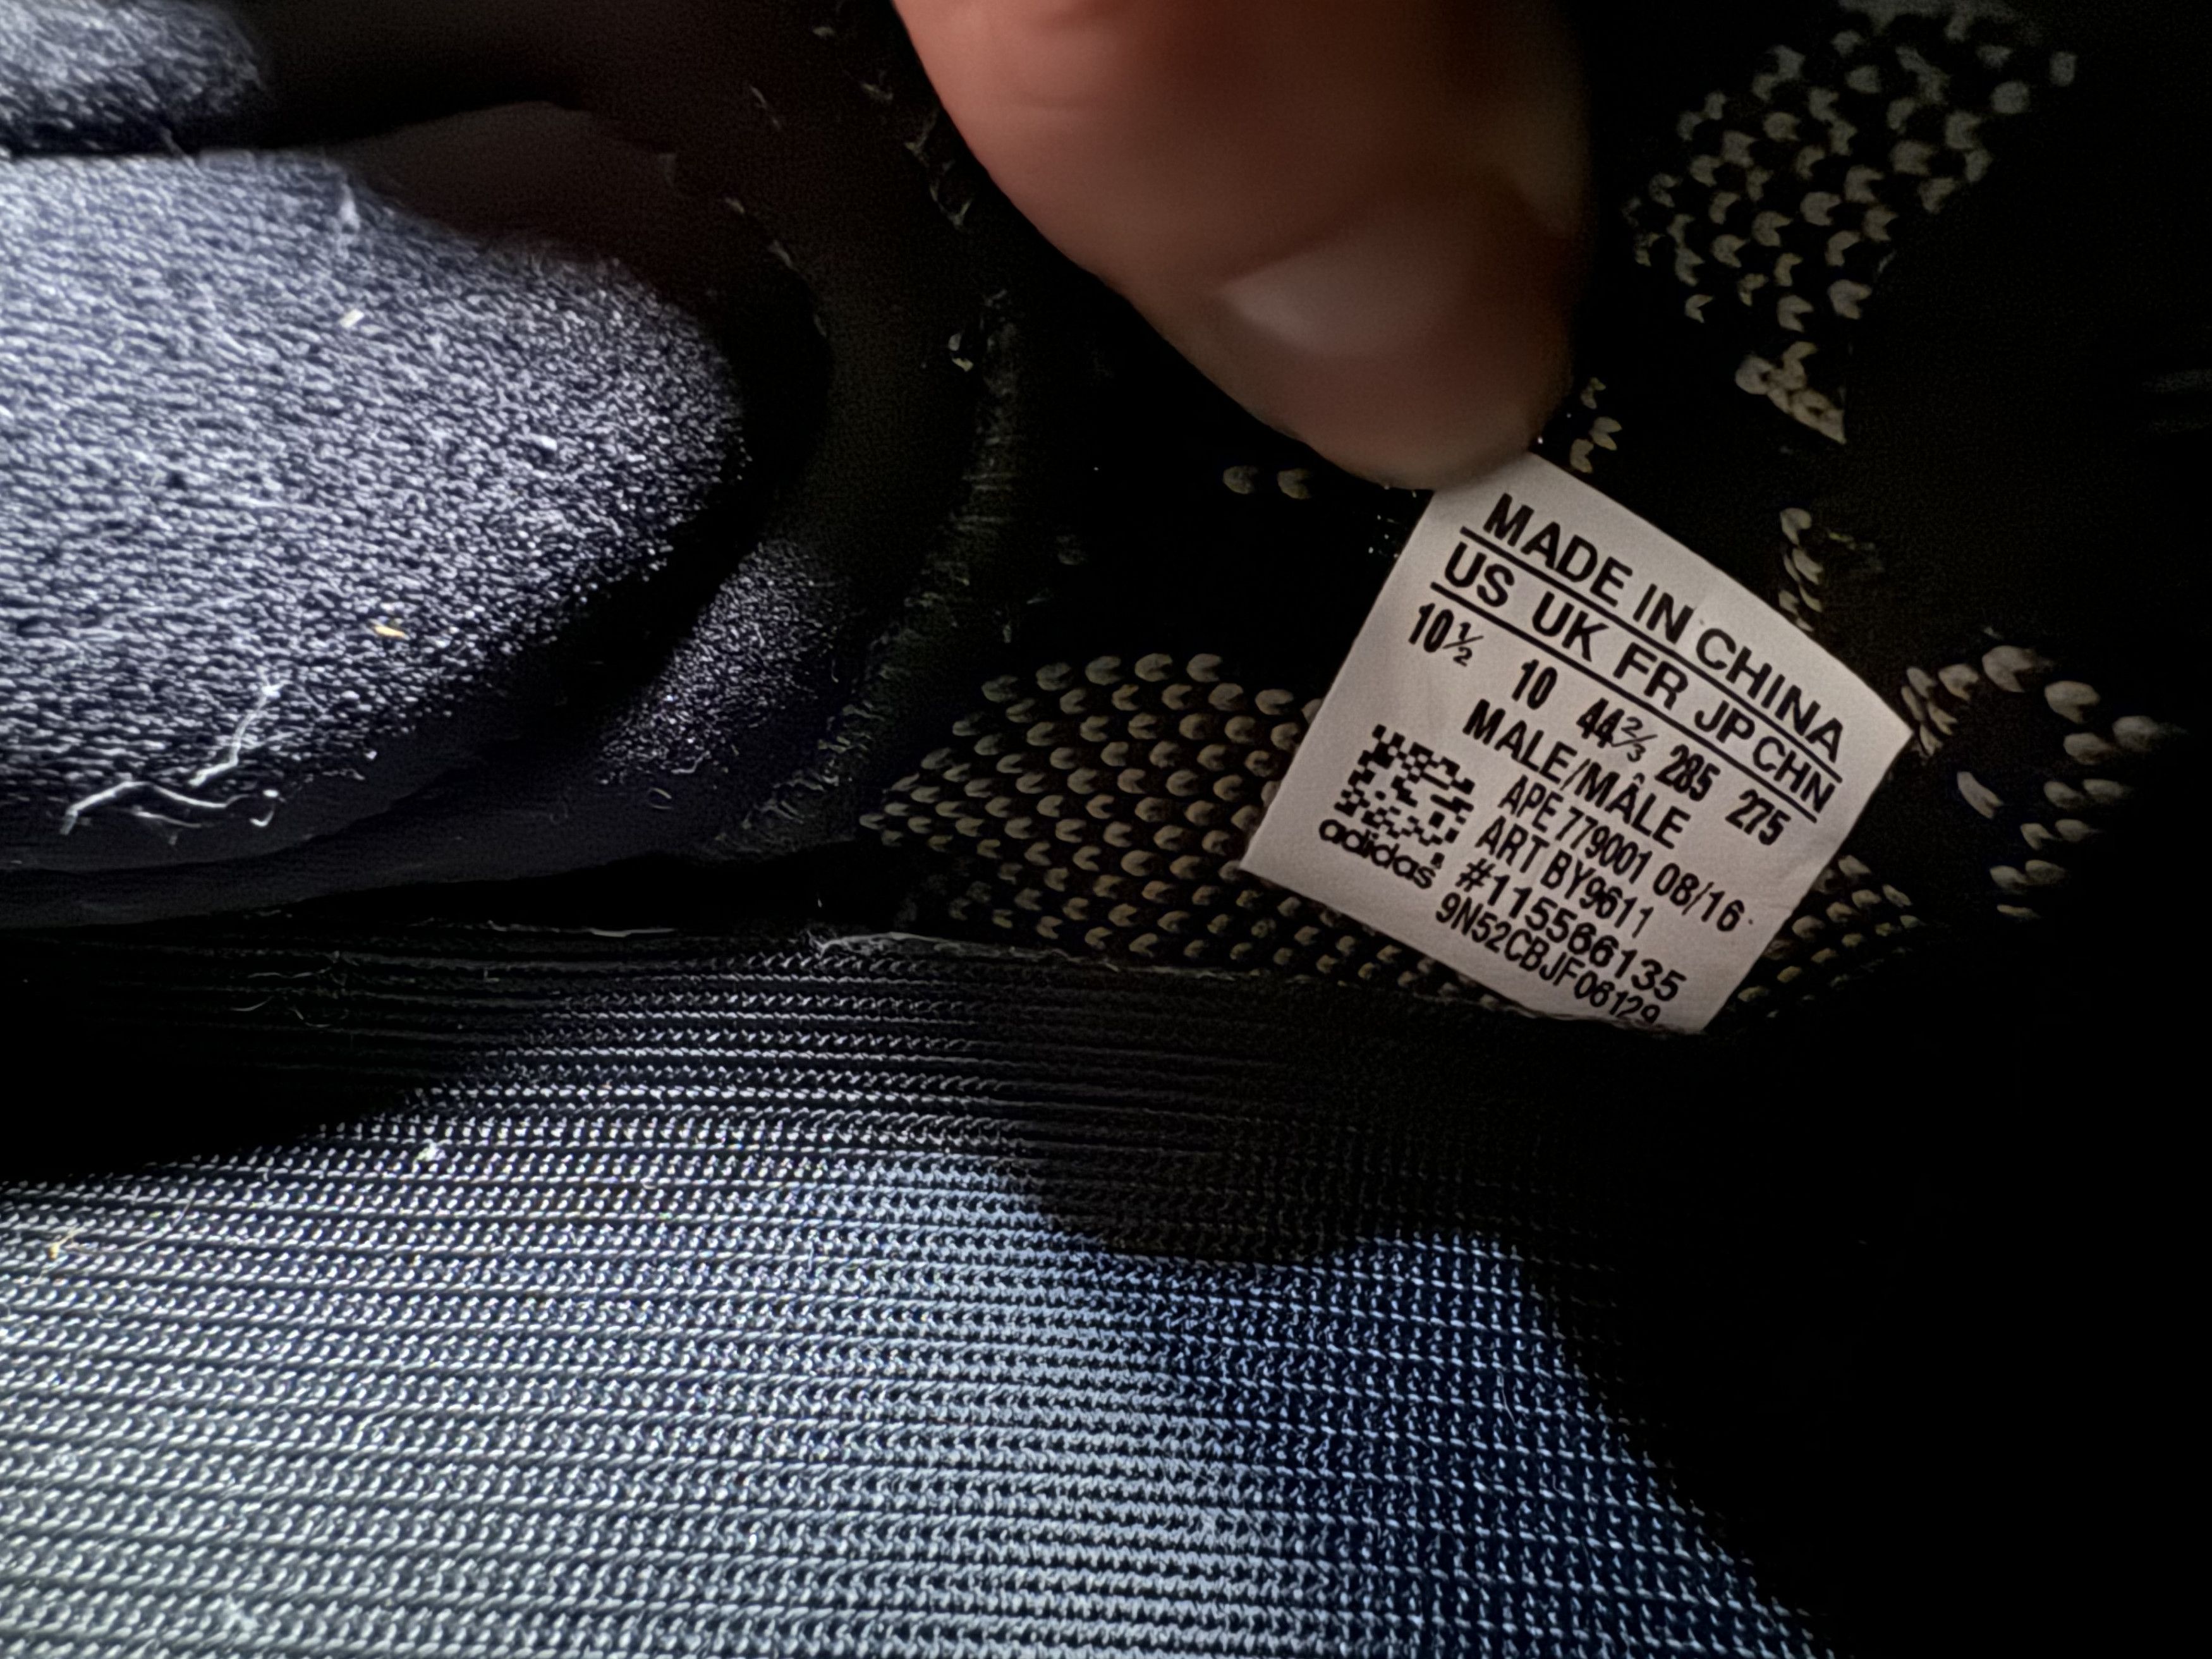 MADE IN CHINA
US UK FR JP CHN
10½ 10 44⅔ 285 275
MALE/MÂLE
APE 779001 08/16
ART BY9611
#115566135
9N52CBJF06129
adidas